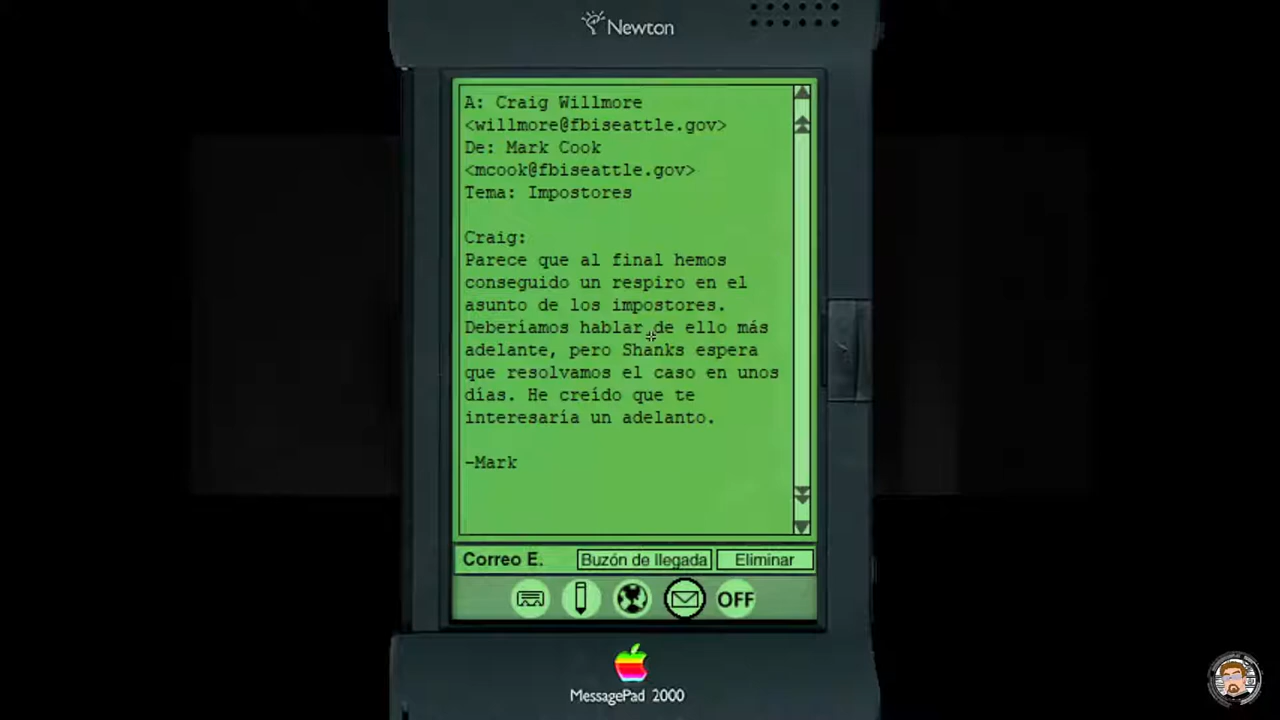 Newton
A: Craig Willmore
<willmore@fbiseattle.gov>
De: Mark Cook
<mcook@fbiseattle.gov>
Tema: Impostores
Craig:
Parece que al final hemos
conseguido un respiro en el
asunto de los impostores.
Deberíamos hablar de ello más
adelante, pero Shanks espera
que resolvamos el caso en unos
días. He creído que te
interesaría un adelanto.
-Mark
Correo E. Buzón de llegada Eliminar
OFF
MessagePad 2000